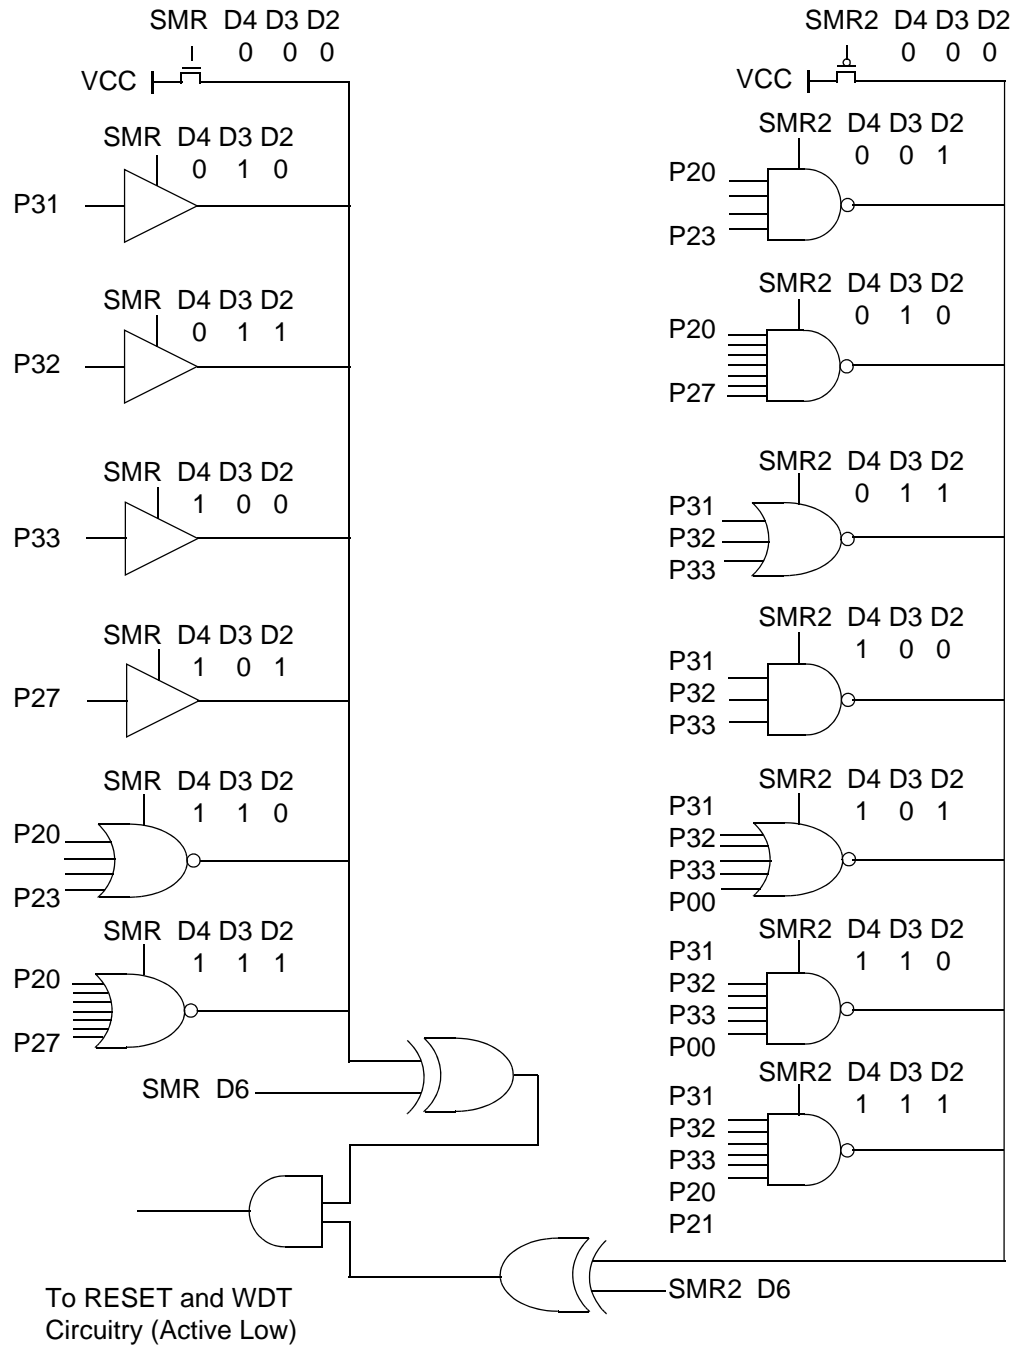 SMR D4 D3 D2
0 0 0
VCC
SMR D4 D3 D2
0 1 0
P31
SMR D4 D3 D2
0 1 1
P32
SMR D4 D3 D2
1 0 0
P33
SMR D4 D3 D2
1 0 1
P27
SMR D4 D3 D2
1 1 0
P20
P23
SMR D4 D3 D2
1 1 1
P20
P27
SMR D6
To RESET and WDT
Circuitry (Active Low)
SMR2 D4 D3 D2
0 0 0
VCC
SMR2 D4 D3 D2
0 0 1
P20
P23
SMR2 D4 D3 D2
0 1 0
P20
P27
SMR2 D4 D3 D2
0 1 1
P31
P32
P33
SMR2 D4 D3 D2
1 0 0
P31
P32
P33
SMR2 D4 D3 D2
1 0 1
P31
P32
P33
P00
SMR2 D4 D3 D2
1 1 0
P31
P32
P33
P00
SMR2 D4 D3 D2
1 1 1
P31
P32
P33
P20
P21
SMR2 D6